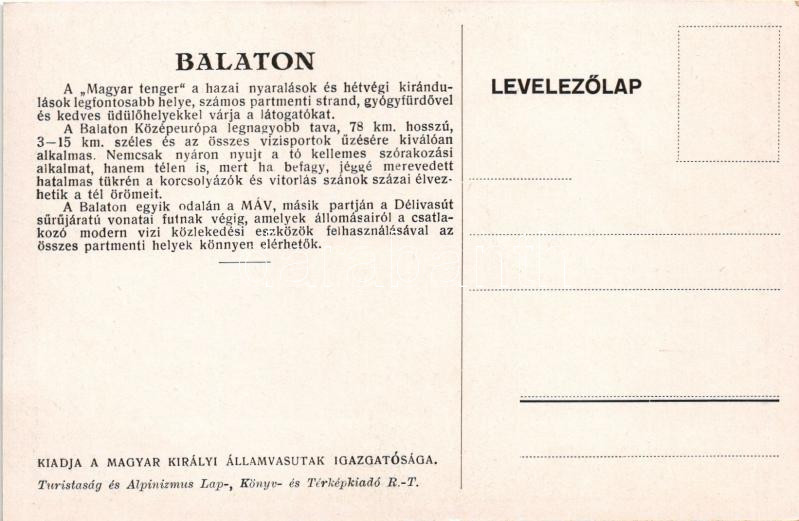 BALATON
A „Magyar tenger“ a hazai nyaralások és hétvégi kirándu-
lások legfontosabb helye, számos partmenti strand, gyógyfürdővel
és kedves üdülőhelyekkel várja a látogatókat.
A Balaton Középeurópa legnagyobb tava, 78 km. hosszú,
3—15 km. széles és az összes vizisportok űzésére kiválóan
alkalmas. Nemcsak nyáron nyujt a tó kellemes szórakozási
alkalmat, hanem télen is, mert ha befagy, jéggé merevedett
hatalmas tükrén a korcsolyázók és vitorlás szánok százai élvez-
hetik a tél örömeit.
A Balaton egyik odalán a MÁV, másik partján a Délivasút
sűrűjáratú vonatai futnak végig, amelyek állomásairól a csatla-
kozó modern vizi közlekedési eszközök felhasználásával az
összes partmenti helyek könnyen elérhetők.
KIADJA A MAGYAR KIRÁLYI ÁLLAMVASUTAK IGAZGATÓSÁGA.
Turistaság és Alpinizmus Lap-, Könyv- és Térképkiadó R.-T.
LEVELEZŐLAP